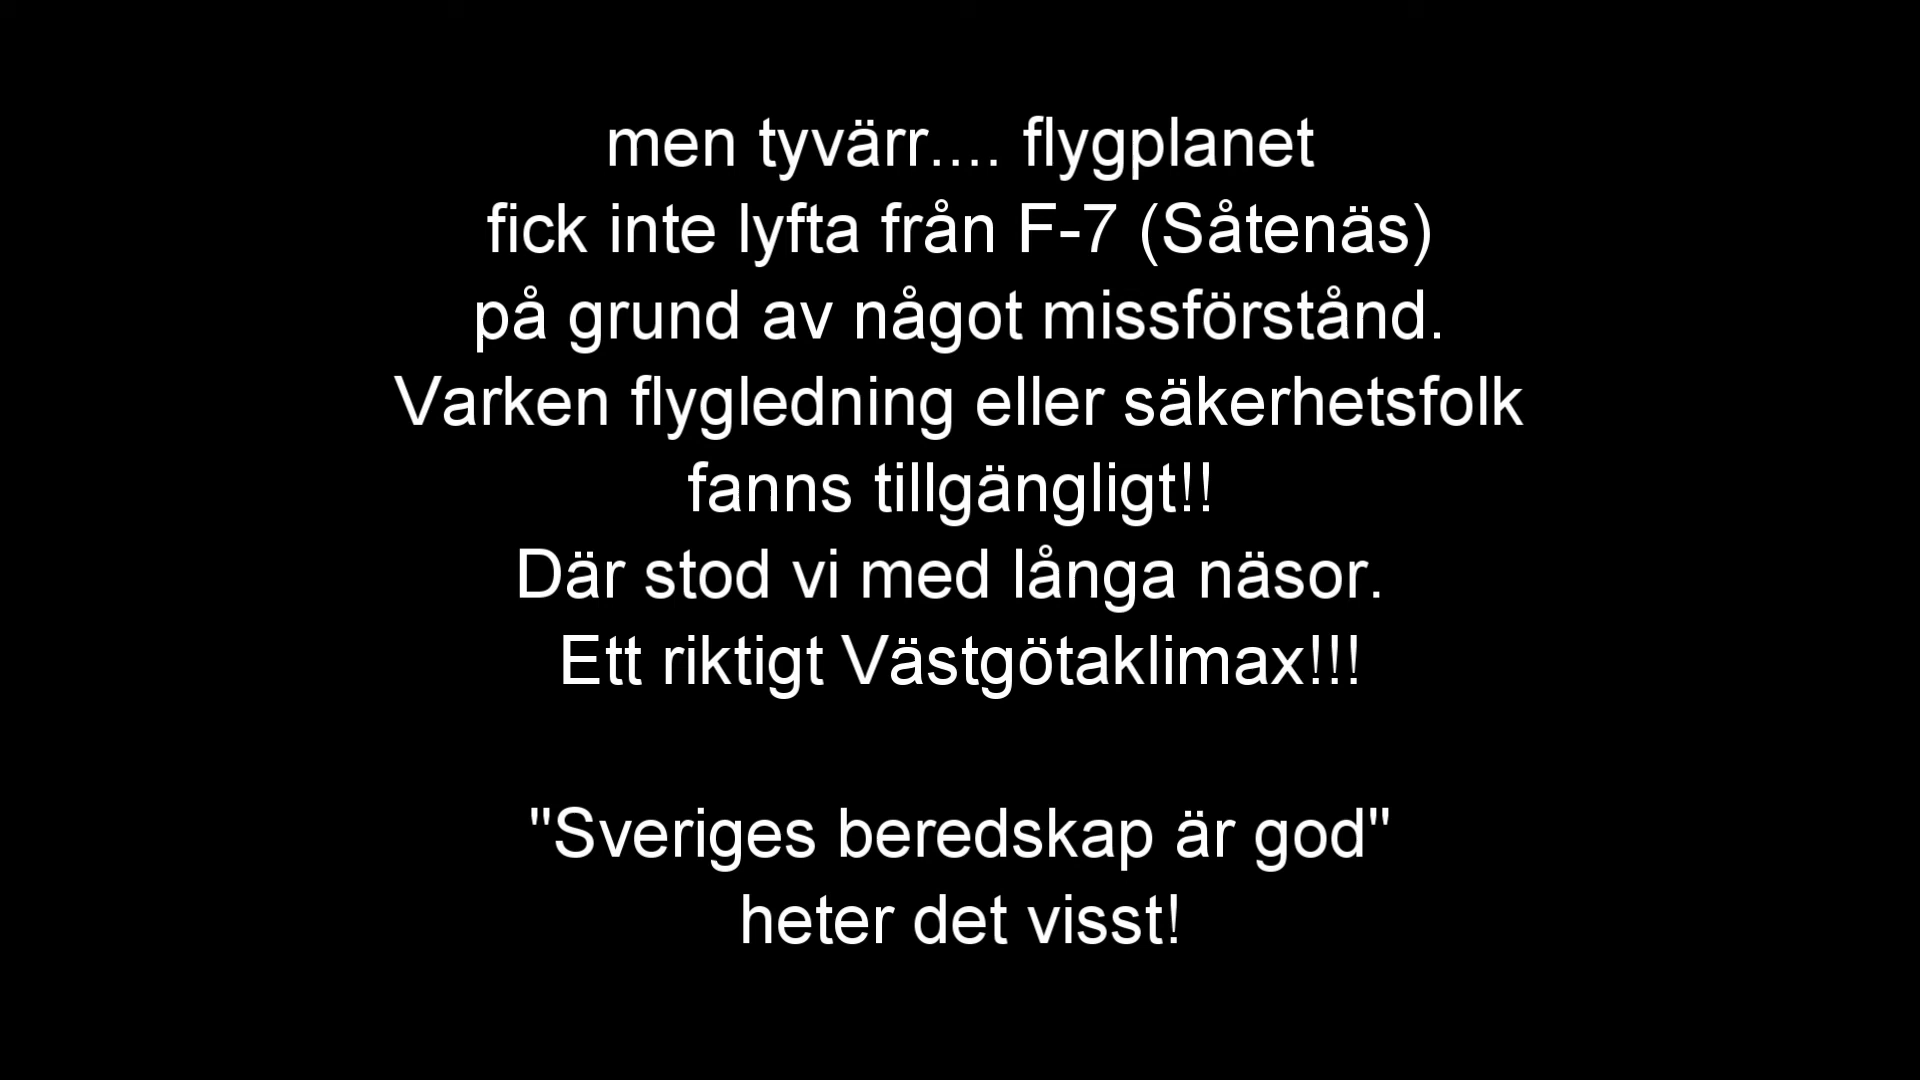 men tyvärr.... flygplanet
fick inte lyfta från F-7 (Såtenäs)
på grund av något missförstånd.
Varken flygledning eller säkerhetsfolk
fanns tillgängligt!!
Där stod vi med långa näsor.
Ett riktigt Västgötaklimax!!!
"Sveriges beredskap är god"
heter det visst!